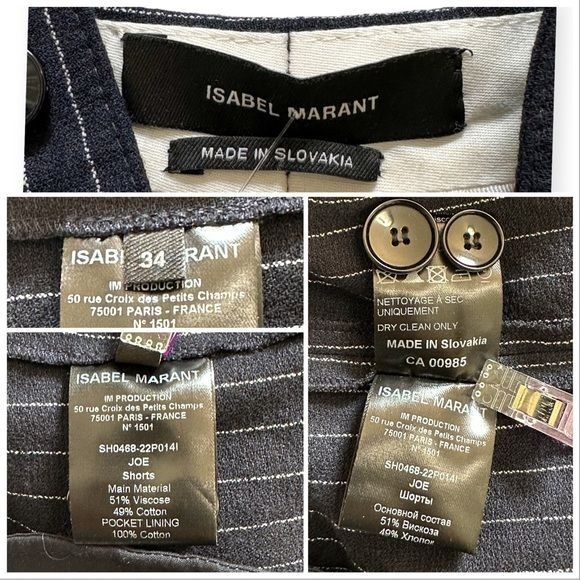 ISABEL MARANT
MADE IN SLOVAKIA
34
RANT
IM PRODUCTION
50 rue Croix des Petits Champs
75001 PARIS - FRANCE
N° 1501
ISABEL MARANT
IM PRODUCTION
50 rue Croix des Petits Champs
75001 PARIS - FRANCE
N° 1501
SH0468-22P014I
JOE
Shorts
Main Material
51% Viscose
49% Cotton
POCKET LINING
100% Cotton
NETTOYAGE À SEC
UNIQUEMENT
DRY CLEAN ONLY
MADE IN Slovakia
CA 00985
ISABEL MARANT
IM PRODUCTION
50 rue Croix des Petits Champs
75001 PARIS - FRANCE
N° 1501
SH0468-22P014I
JOE
Шорты
Основной состав
51% Вискоза
49% Хлопок